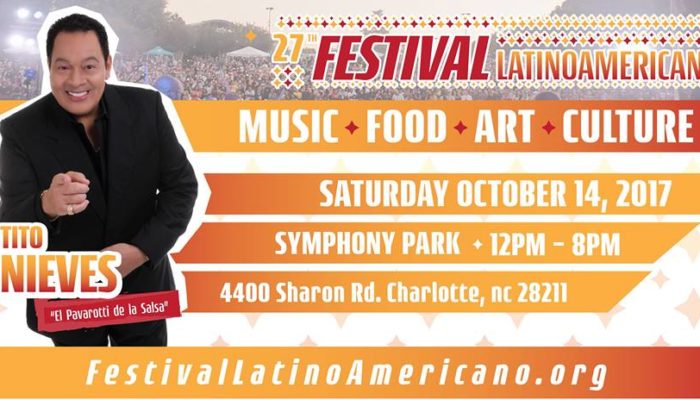 27TH FESTIVAL LATINOAMERICAN
MUSIC ✦ FOOD ✦ ART ✦ CULTURE
SATURDAY OCTOBER 14, 2017
SYMPHONY PARK ✦ 12PM - 8PM
4400 Sharon Rd. Charlotte, nc 28211
TITO
NIEVES
"El Pavarotti de la Salsa"
FestivalLatinoAmericano.org